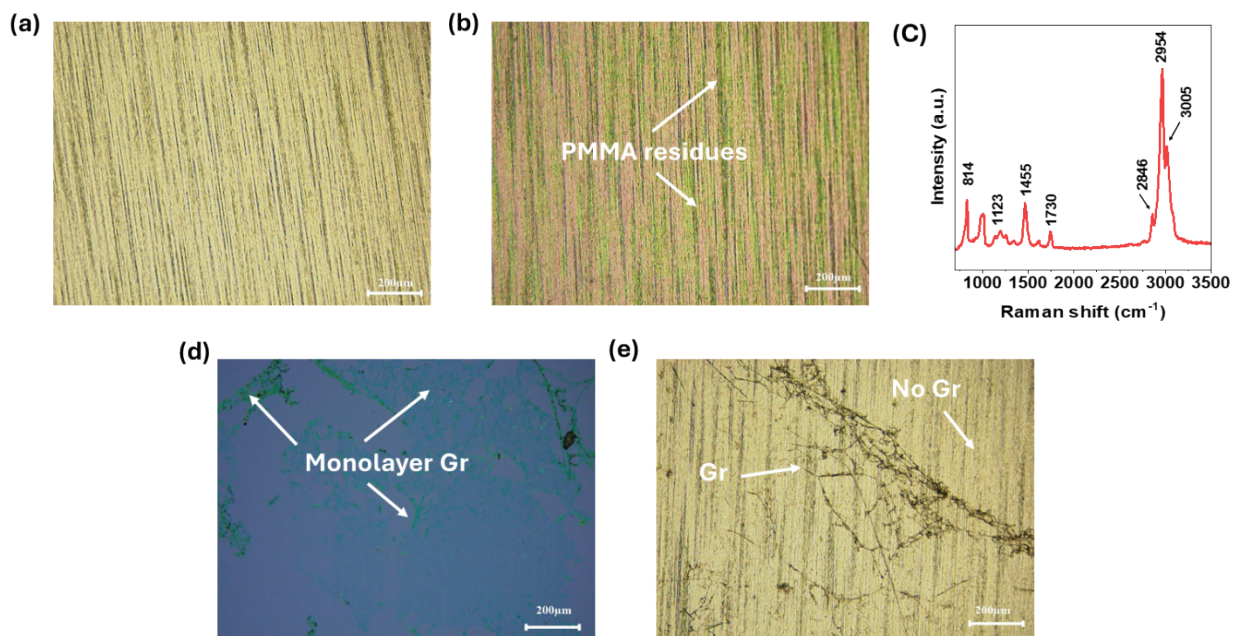 (a)
200µm
(b)
PMMA residues
200µm
(C)
Intensity (a.u.)
814
1123
1455
1730
2846
2954
3005
1000 1500 2000 2500 3000 3500
Raman shift (cm⁻¹)
(d)
Monolayer Gr
200µm
(e)
No Gr
Gr
200µm